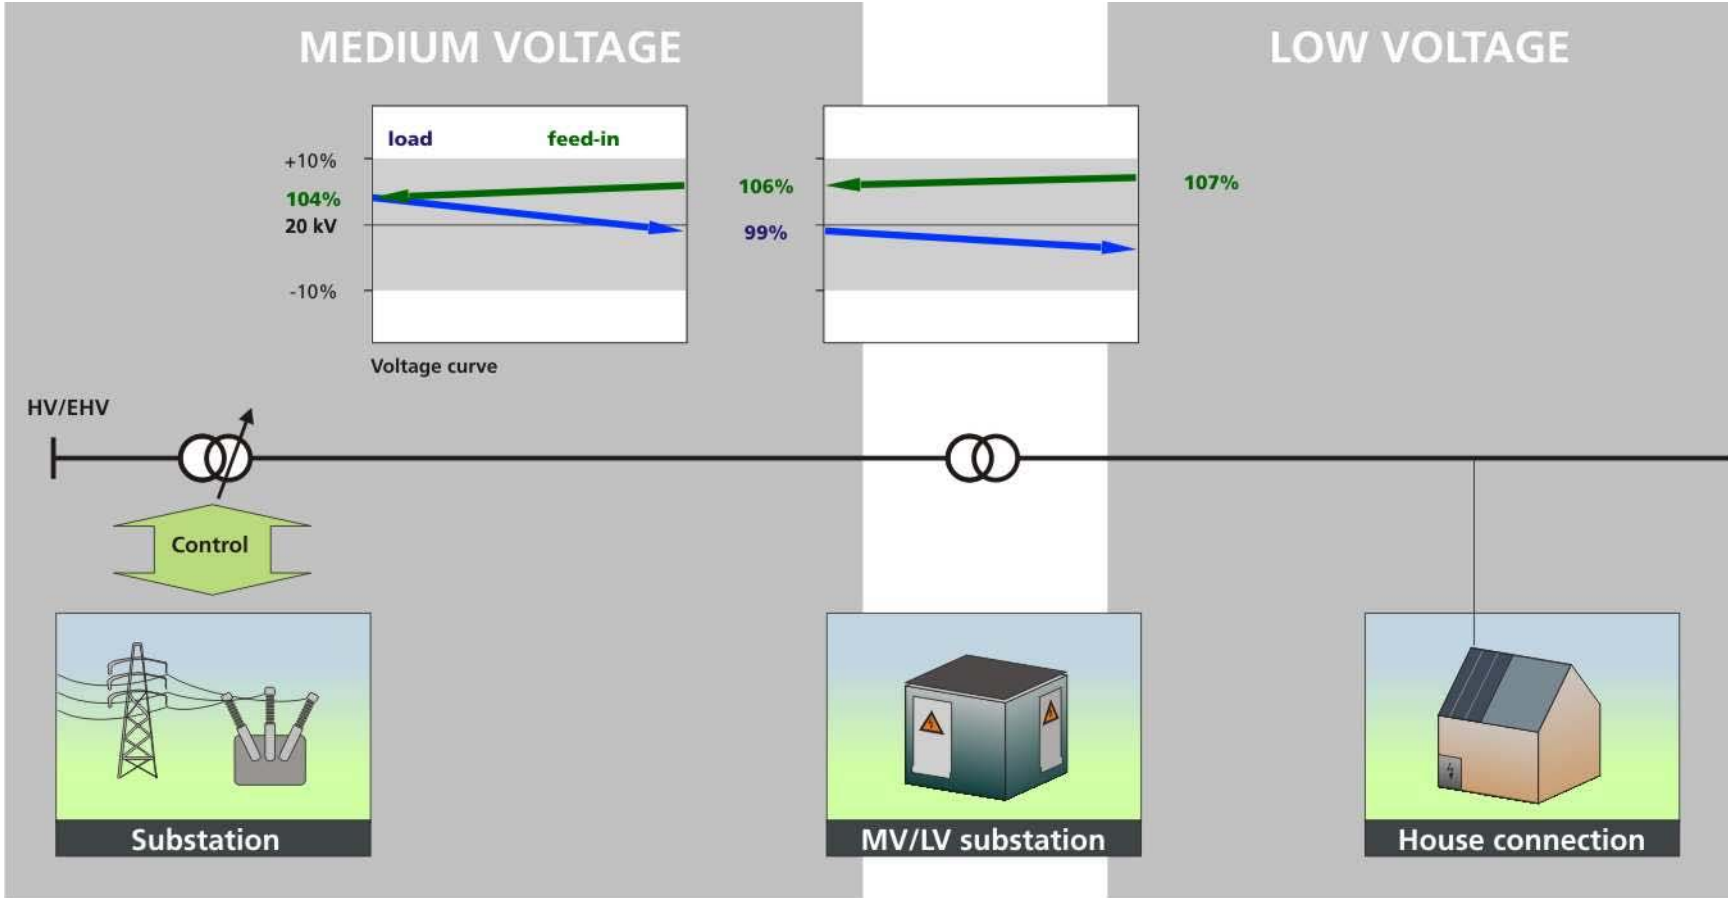 MEDIUM VOLTAGE
LOW VOLTAGE
load
feed-in
+10%
104%
20 kV
-10%
106%
99%
107%
Voltage curve
HV/EHV
Control
Substation
MV/LV substation
House connection